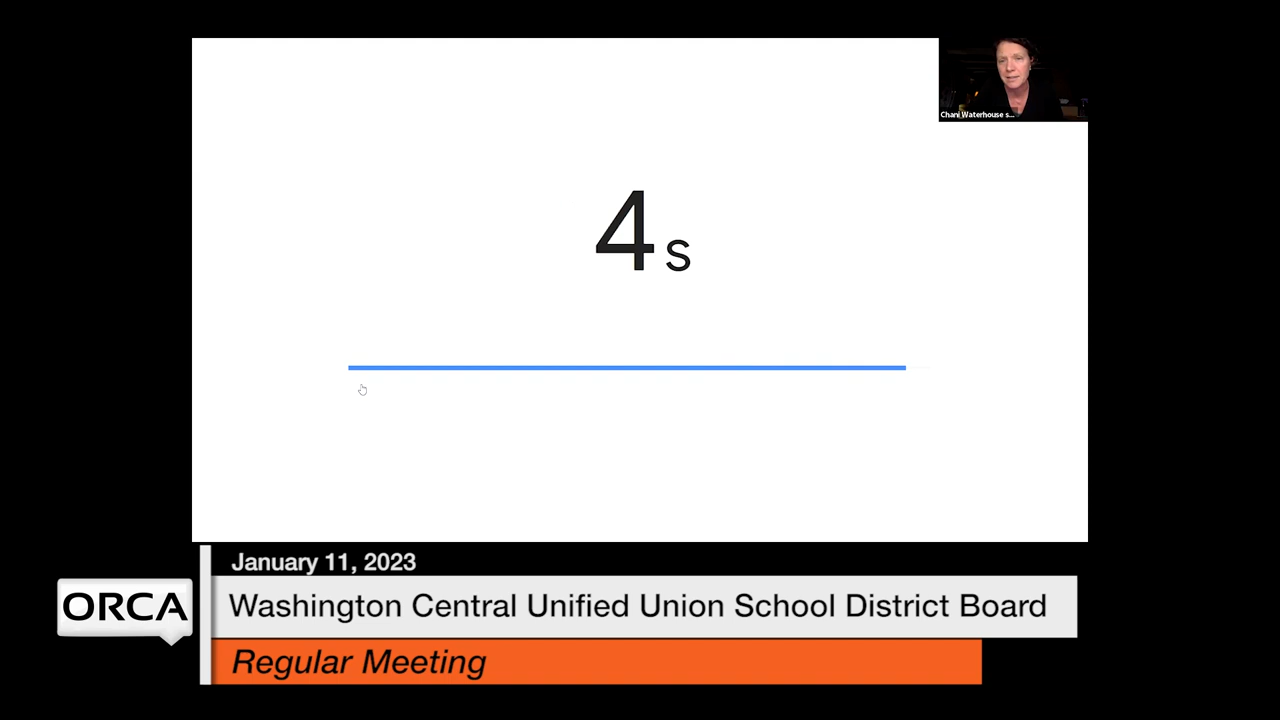 Chani Waterhouse s...
4 s
January 11, 2023
ORCA
Washington Central Unified Union School District Board
Regular Meeting